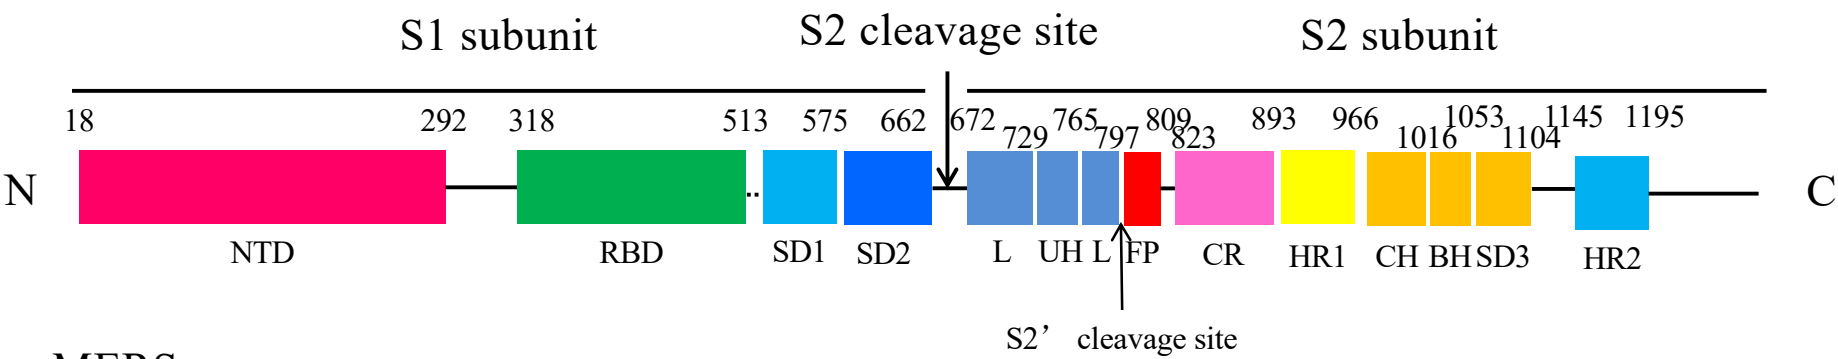 S1 subunit S2 cleavage site S2 subunit
18 292 318 513 575 662 672 765 809 893 966 1053 1145 1195
729 797 823 1016 1104
N C
NTD RBD SD1 SD2 L UH L FP CR HR1 CH BH SD3 HR2
S2’ cleavage site
MERS